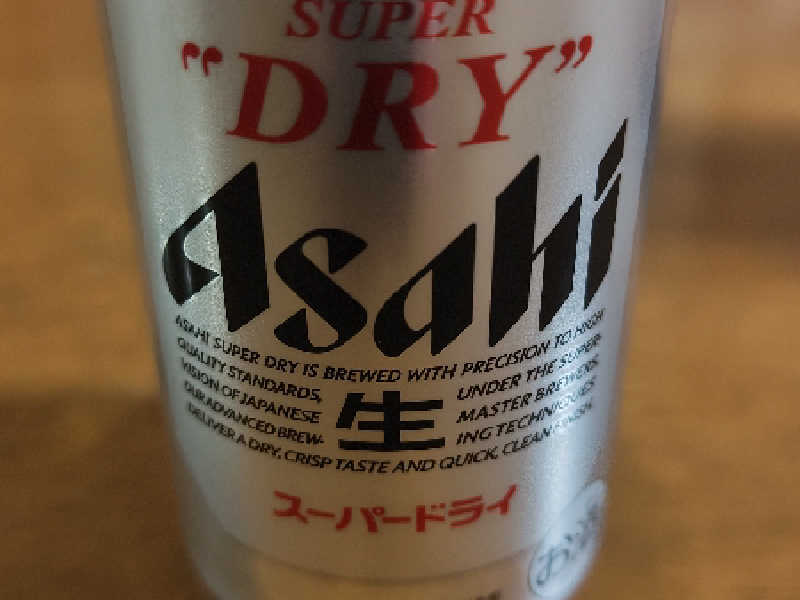 SUPER
"DRY"
Asahi
ASAHI SUPER DRY IS BREWED WITH PRECISION TO HIGH
QUALITY STANDARDS, UNDER THE SUPER-
VISION OF JAPANESE MASTER BREWERS.
OUR ADVANCED BREW- ING TECHNIQUES
DELIVER A DRY, CRISP TASTE AND QUICK, CLEAN FINISH.
生
スーパードライ
お酒